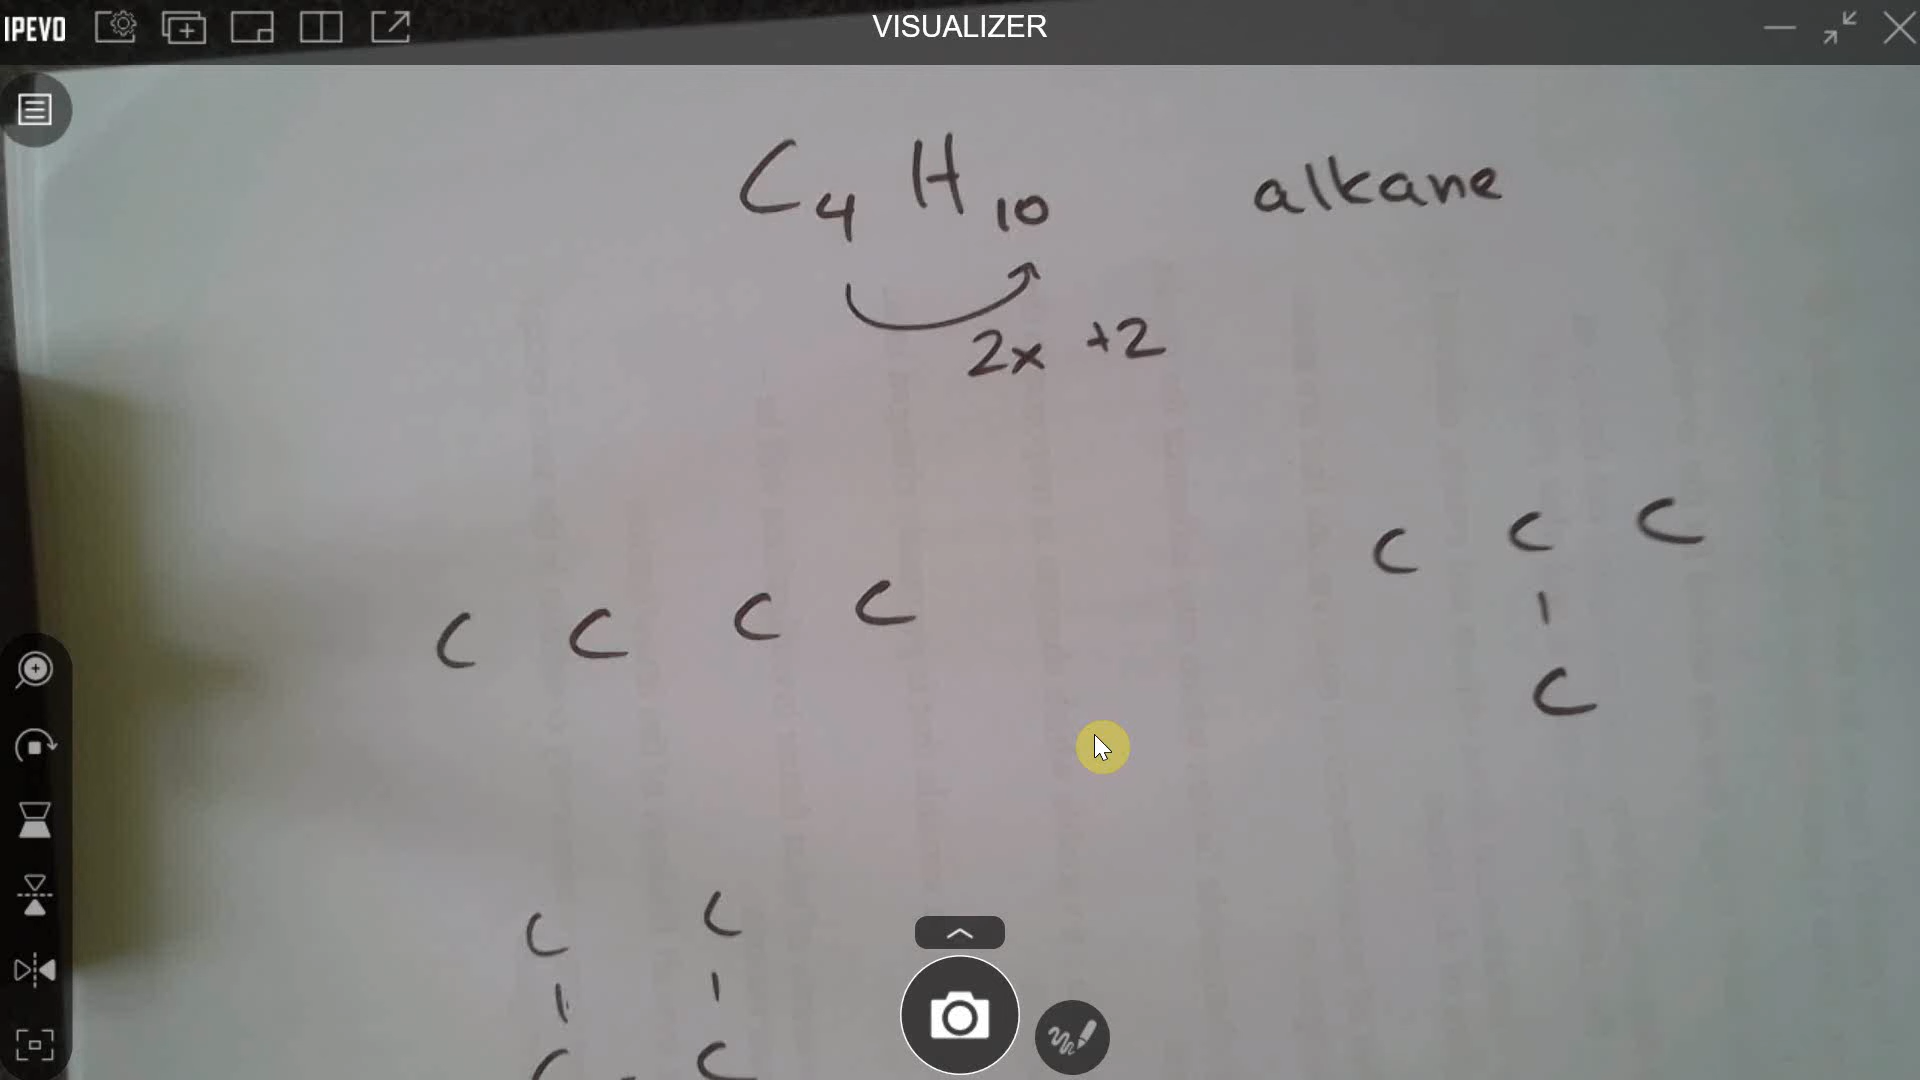 IPEVO VISUALIZER
C4 H10 alkane
2x +2
C C C C
C C C
C
C C
C C